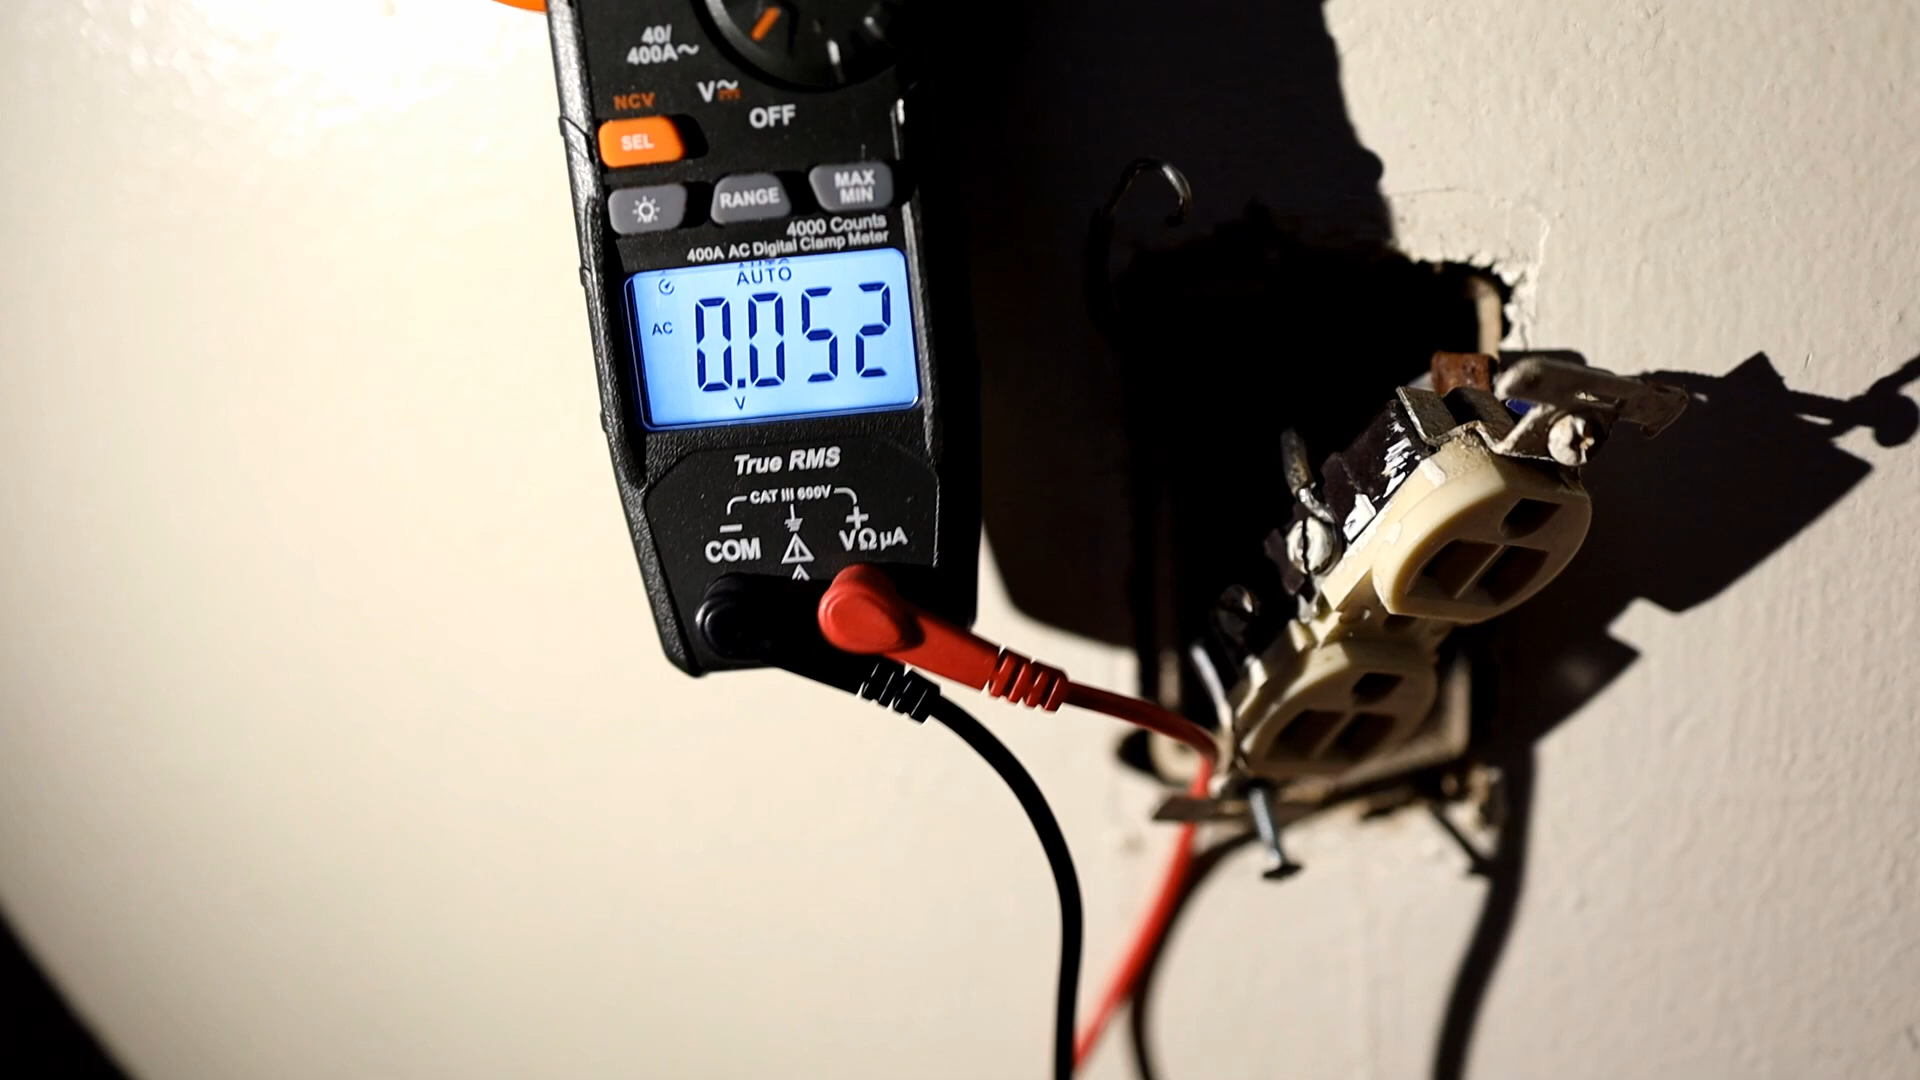 40/
400A~
V
OFF
NCV
SEL
RANGE
MAX
MIN
4000 Counts
400A AC Digital Clamp Meter
AUTO
AC
0.052
V
True RMS
CAT III 600V
− +
COM
VΩµA